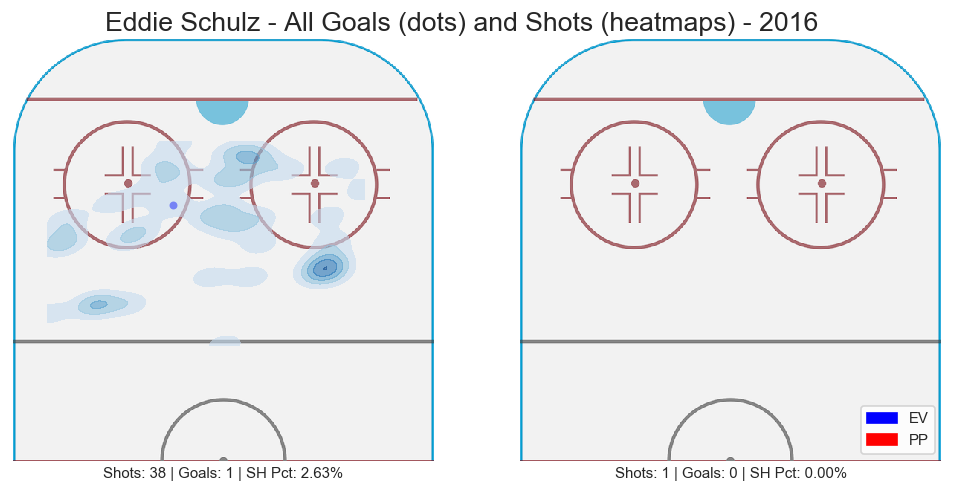 Eddie Schulz - All Goals (dots) and Shots (heatmaps) - 2016
EV
PP
Shots: 38 | Goals: 1 | SH Pct: 2.63%
Shots: 1 | Goals: 0 | SH Pct: 0.00%